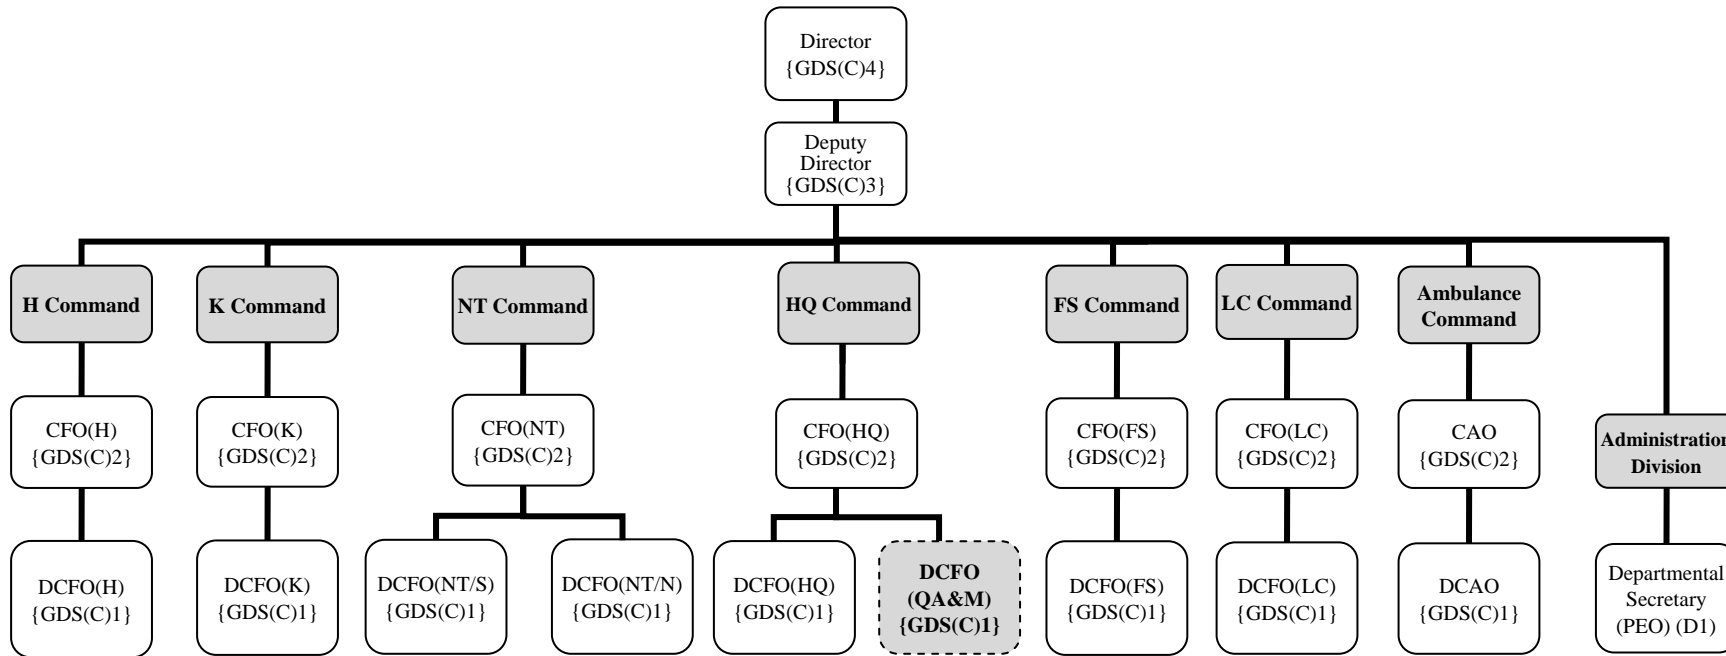 Director
{GDS(C)4}
Deputy
Director
{GDS(C)3}
H Command
K Command
NT Command
HQ Command
FS Command
LC Command
Ambulance
Command
CFO(H)
{GDS(C)2}
CFO(K)
{GDS(C)2}
CFO(NT)
{GDS(C)2}
CFO(HQ)
{GDS(C)2}
CFO(FS)
{GDS(C)2}
CFO(LC)
{GDS(C)2}
CAO
{GDS(C)2}
Administration
Division
DCFO(H)
{GDS(C)1}
DCFO(K)
{GDS(C)1}
DCFO(NT/S)
{GDS(C)1}
DCFO(NT/N)
{GDS(C)1}
DCFO(HQ)
{GDS(C)1}
DCFO
(QA&M)
{GDS(C)1}
DCFO(FS)
{GDS(C)1}
DCFO(LC)
{GDS(C)1}
DCAO
{GDS(C)1}
Departmental
Secretary
(PEO) (D1)